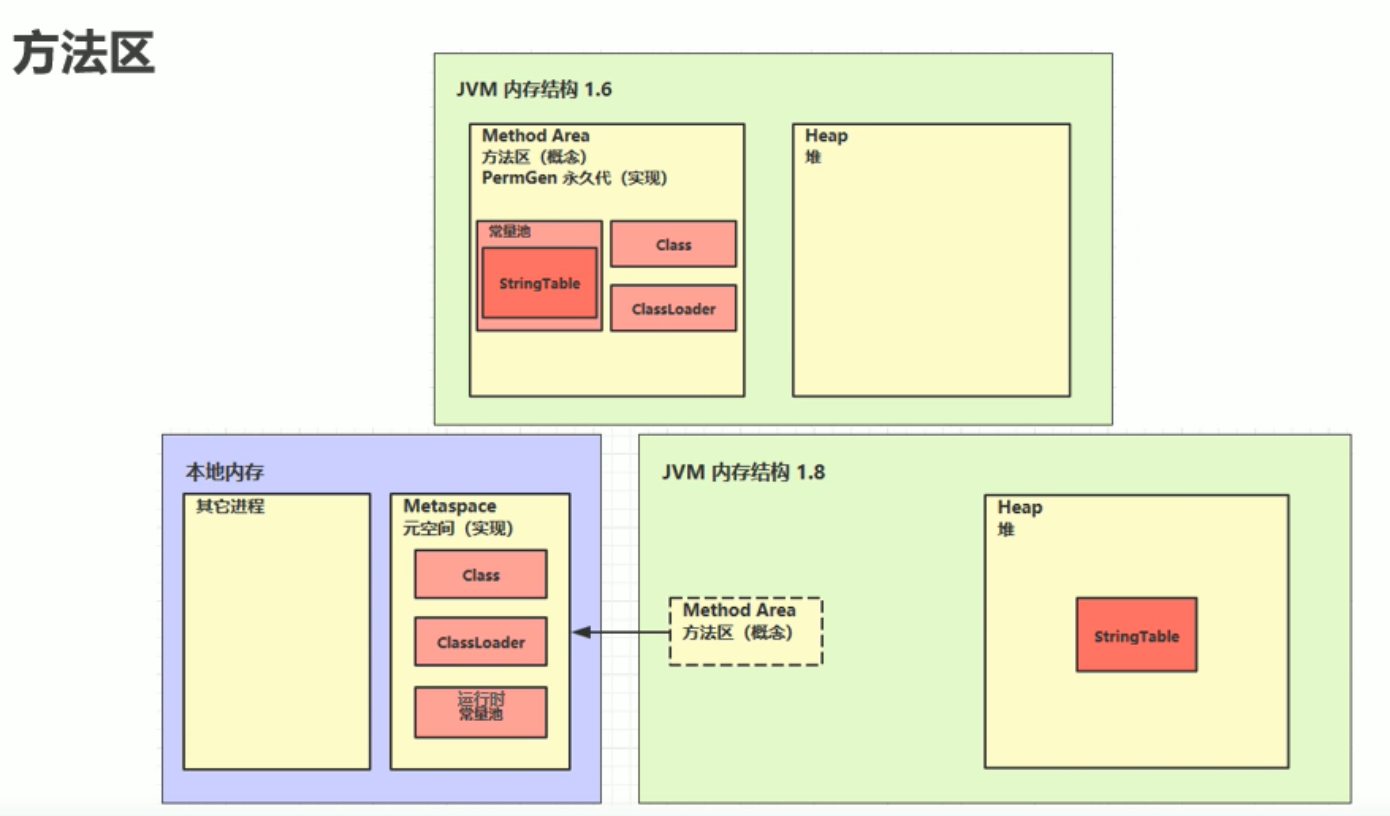 方法区
JVM 内存结构 1.6
Method Area
方法区（概念）
PermGen 永久代（实现）
常量池
StringTable
Class
ClassLoader
Heap
堆
本地内存
其它进程
Metaspace
元空间（实现）
Class
ClassLoader
运行时
常量池
JVM 内存结构 1.8
Method Area
方法区（概念）
Heap
堆
StringTable